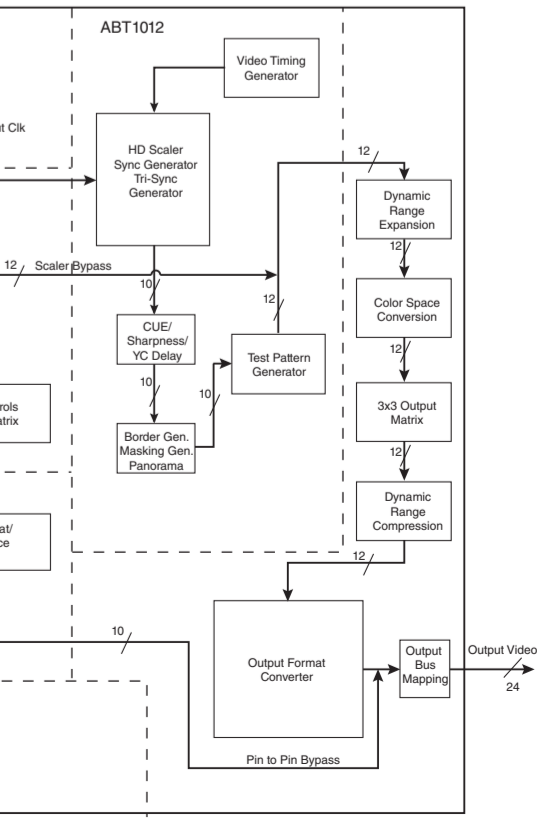 ABT1012
Video Timing
Generator
t Clk
HD Scaler
Sync Generator
Tri-Sync
Generator
12
Dynamic
Range
Expansion
12
12 Scaler Bypass
10
12
Color Space
Conversion
CUE/
Sharpness/
YC Delay
Test Pattern
Generator
12
10
10
rols
atrix
3x3 Output
Matrix
Border Gen.
Masking Gen.
Panorama
12
Dynamic
Range
Compression
at/
ce
12
10
Output Format
Converter
Output
Bus
Mapping
Output Video
24
Pin to Pin Bypass